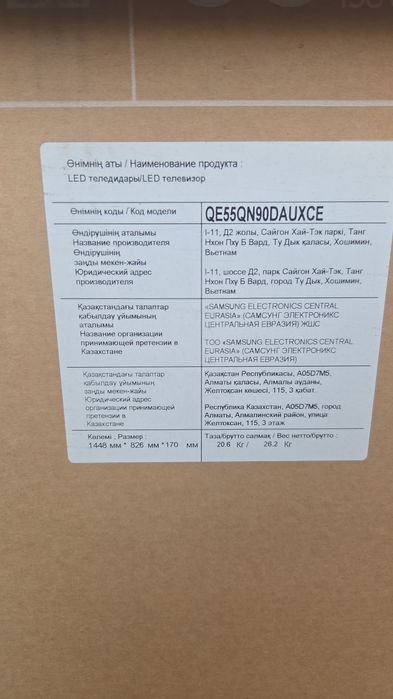 Өнімнің аты / Наименование продукта :
LED теледидары/LED телевизор
Өнімнің коды / Код модели
QE55QN90DAUXCE
Өндірушінің аталымы
Название производителя
Өндірушінің
заңды мекен-жайы
Юридический адрес
производителя
I-11, Д2 жолы, Сайгон Хай-Тэк паркі, Танг
Нхон Пху Б Вард, Ту Дык қаласы, Хошимин,
Вьетнам
I-11, шоссе Д2, парк Сайгон Хай-Тэк, Танг
Нхон Пху Б Вард, город Ту Дык, Хошимин,
Вьетнам
Қазақстандағы талаптар
қабылдау ұйымының
аталымы
Название организации
принимающей претензии в
Казахстане
«SAMSUNG ELECTRONICS CENTRAL
EURASIA» (САМСУНГ ЭЛЕКТРОНИКС
ЦЕНТРАЛЬНАЯ ЕВРАЗИЯ) ЖШС
ТОО «SAMSUNG ELECTRONICS CENTRAL
EURASIA» (САМСУНГ ЭЛЕКТРОНИКС
ЦЕНТРАЛЬНАЯ ЕВРАЗИЯ)
Қазақстандағы талаптар
қабылдау ұйымының
заңды мекен-жайы
Юридический адрес
организации принимающей
претензии в
Казахстане
Қазақстан Республикасы, A05D7M5,
Алматы қаласы, Алмалы ауданы,
Желтоқсан көшесі, 115, 3 қабат.
Республика Казахстан, A05D7M5, город
Алматы, Алмалинский район, улица
Желтоксан, 115, 3 этаж
Көлемі , Размер :
1448 мм * 826 мм *170 мм
Таза/брутто салмақ / Вес нетто/брутто :
20.6 Кг / 26.2 Кг